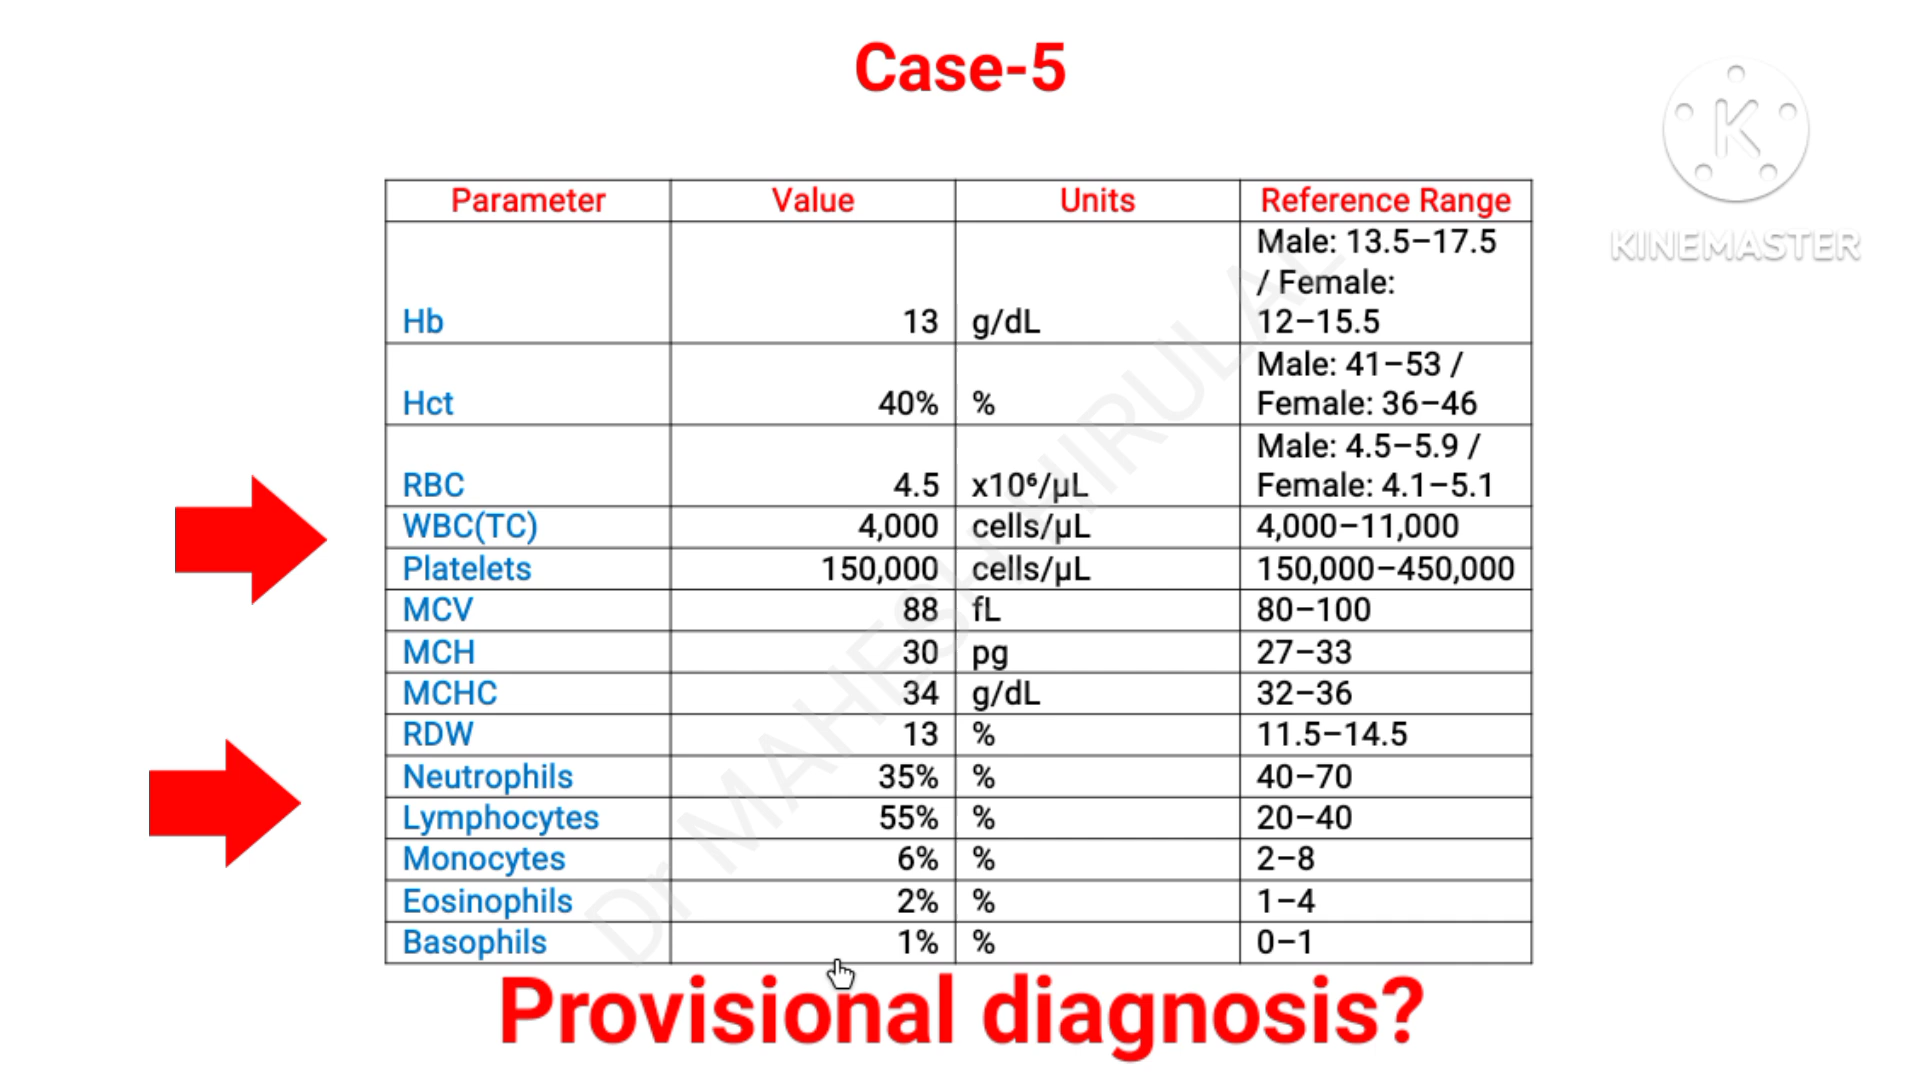 Case-5
KINEMASTER
Parameter Value Units Reference Range
Hb 13 g/dL Male: 13.5–17.5
/ Female:
12–15.5
Hct 40% % Male: 41–53 /
Female: 36–46
RBC 4.5 x10⁶/µL Male: 4.5–5.9 /
Female: 4.1–5.1
WBC(TC) 4,000 cells/µL 4,000–11,000
Platelets 150,000 cells/µL 150,000–450,000
MCV 88 fL 80–100
MCH 30 pg 27–33
MCHC 34 g/dL 32–36
RDW 13 % 11.5–14.5
Neutrophils 35% % 40–70
Lymphocytes 55% % 20–40
Monocytes 6% % 2–8
Eosinophils 2% % 1–4
Basophils 1% % 0–1
Dr MAHESH HIRULAL
Provisional diagnosis?